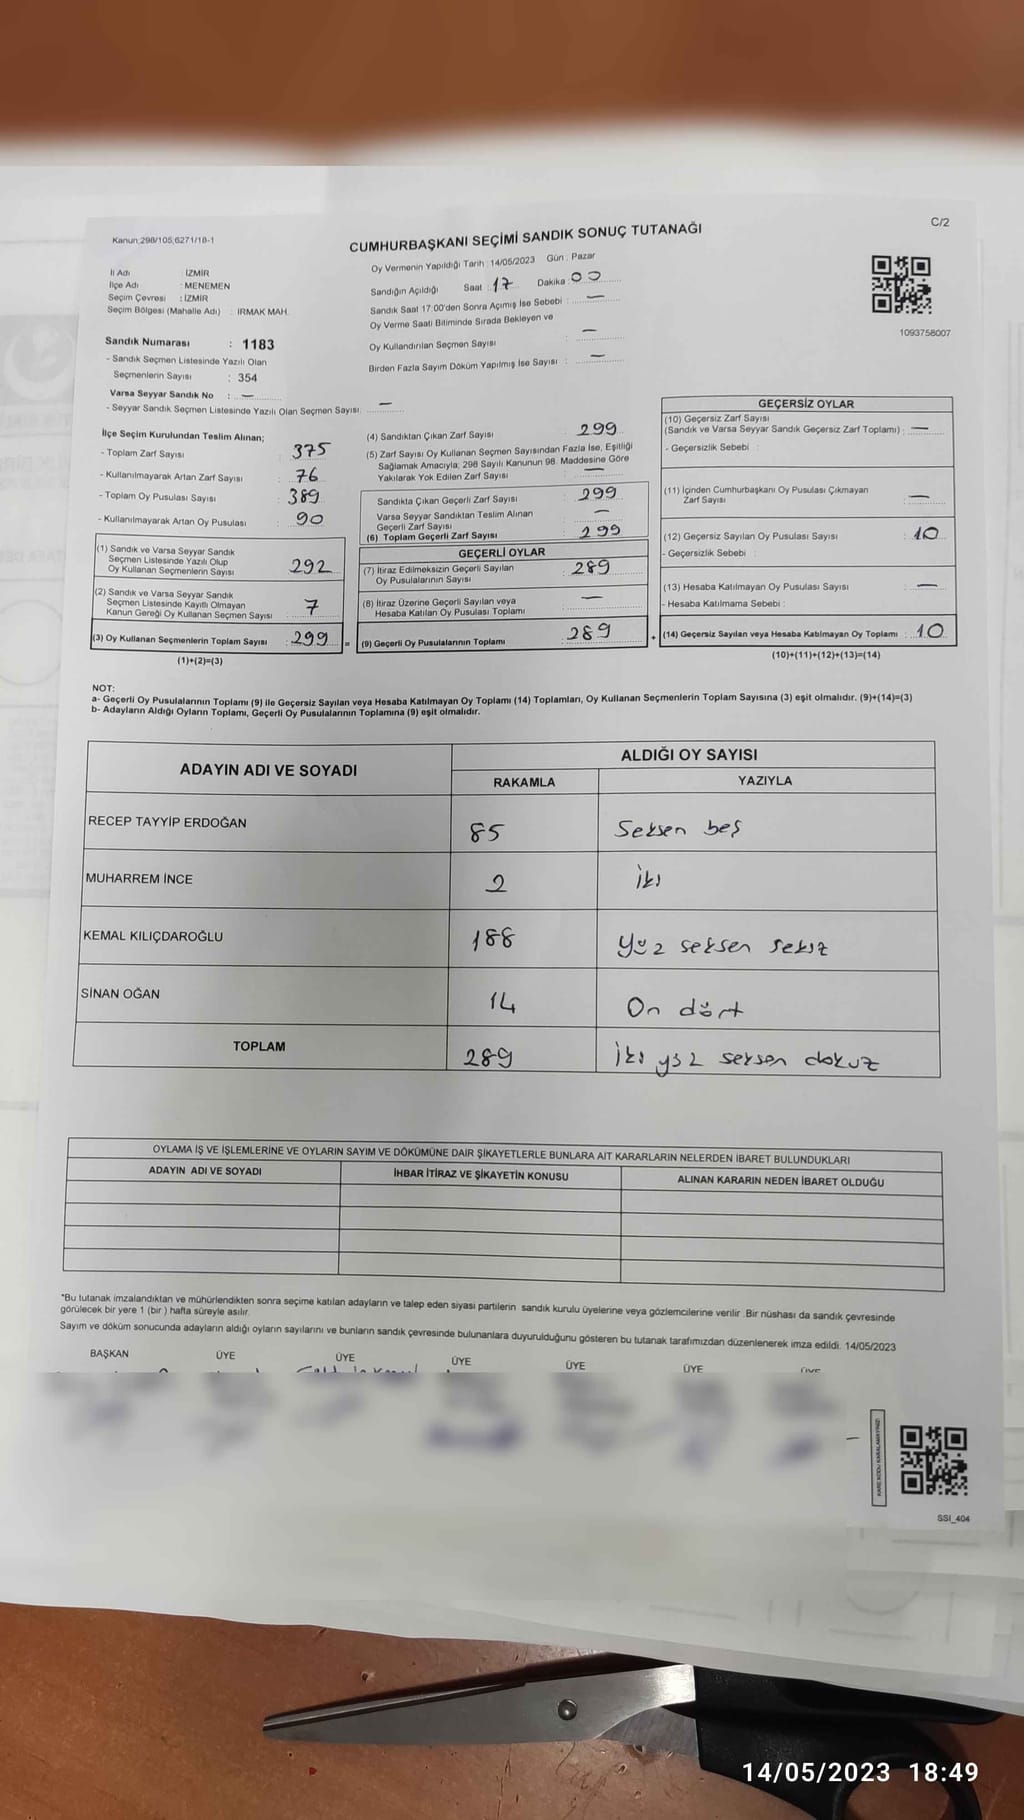 Kanun:298/105;6271/18-1
C/2
CUMHURBAŞKANI SEÇİMİ SANDIK SONUÇ TUTANAĞI
İl Adı : İZMİR
İlçe Adı : MENEMEN
Seçim Çevresi : İZMİR
Seçim Bölgesi (Mahalle Adı) : IRMAK MAH.
Oy Vermenin Yapıldığı Tarih : 14/05/2023 Gün : Pazar
Sandığın Açıldığı Saat : 17 Dakika : 00
Sandık Saat 17:00'den Sonra Açımış İse Sebebi : —
Oy Verme Saati Bitiminde Sırada Bekleyen ve
Oy Kullandırılan Seçmen Sayısı —
Birden Fazla Sayım Döküm Yapılmış İse Sayısı : —
1093758007
Sandık Numarası : 1183
- Sandık Seçmen Listesinde Yazılı Olan
Seçmenlerin Sayısı : 354
Varsa Seyyar Sandık No : —
- Seyyar Sandık Seçmen Listesinde Yazılı Olan Seçmen Sayısı: —
İlçe Seçim Kurulundan Teslim Alınan;
- Toplam Zarf Sayısı : 375
- Kullanılmayarak Artan Zarf Sayısı : 76
- Toplam Oy Pusulası Sayısı : 389
- Kullanılmayarak Artan Oy Pusulası : 90
(1) Sandık ve Varsa Seyyar Sandık
Seçmen Listesinde Yazılı Olup
Oy Kullanan Seçmenlerin Sayısı : 292
(2) Sandık ve Varsa Seyyar Sandık
Seçmen Listesinde Kayıtlı Olmayan
Kanun Gereği Oy Kullanan Seçmen Sayısı : 7
(3) Oy Kullanan Seçmenlerin Toplam Sayısı : 299 =
(1)+(2)=(3)
(4) Sandıktan Çıkan Zarf Sayısı : 299
(5) Zarf Sayısı Oy Kullanan Seçmen Sayısından Fazla İse, Eşitliği
Sağlamak Amacıyla; 298 Sayılı Kanunun 98. Maddesine Göre
Yakılarak Yok Edilen Zarf Sayısı : —
Sandıkta Çıkan Geçerli Zarf Sayısı : 299
Varsa Seyyar Sandıktan Teslim Alınan
Geçerli Zarf Sayısı —
(6) Toplam Geçerli Zarf Sayısı : 299
GEÇERLİ OYLAR
(7) İtiraz Edilmeksizin Geçerli Sayılan
Oy Pusulalarının Sayısı : 289
(8) İtiraz Üzerine Geçerli Sayılan veya
Hesaba Katılan Oy Pusulası Toplamı : —
(9) Geçerli Oy Pusulalarının Toplamı : 289 +
GEÇERSİZ OYLAR
(10) Geçersiz Zarf Sayısı
(Sandık ve Varsa Seyyar Sandık Geçersiz Zarf Toplamı) : —
- Geçersizlik Sebebi :
(11) İçinden Cumhurbaşkanı Oy Pusulası Çıkmayan
Zarf Sayısı : —
(12) Geçersiz Sayılan Oy Pusulası Sayısı : 10
- Geçersizlik Sebebi :
(13) Hesaba Katılmayan Oy Pusulası Sayısı : —
- Hesaba Katılmama Sebebi :
(14) Geçersiz Sayılan veya Hesaba Katılmayan Oy Toplamı : 10
(10)+(11)+(12)+(13)=(14)
NOT:
a- Geçerli Oy Pusulalarının Toplamı (9) ile Geçersiz Sayılan veya Hesaba Katılmayan Oy Toplamı (14) Toplamları, Oy Kullanan Seçmenlerin Toplam Sayısına (3) eşit olmalıdır. (9)+(14)=(3)
b- Adayların Aldığı Oyların Toplamı, Geçerli Oy Pusulalarının Toplamına (9) eşit olmalıdır.
ADAYIN ADI VE SOYADI ALDIĞI OY SAYISI
RAKAMLA YAZIYLA
RECEP TAYYİP ERDOĞAN 85 Seksen beş
MUHARREM İNCE 2 İki
KEMAL KILIÇDAROĞLU 188 Yüz seksen sekiz
SİNAN OĞAN 14 On dört
TOPLAM 289 İki yüz seksen dokuz
OYLAMA İŞ VE İŞLEMLERİNE VE OYLARIN SAYIM VE DÖKÜMÜNE DAİR ŞİKAYETLERLE BUNLARA AİT KARARLARIN NELERDEN İBARET BULUNDUKLARI
ADAYIN ADI VE SOYADI İHBAR İTİRAZ VE ŞİKAYETİN KONUSU ALINAN KARARIN NEDEN İBARET OLDUĞU
*Bu tutanak imzalandıktan ve mühürlendikten sonra seçime katılan adayların ve talep eden siyasi partilerin sandık kurulu üyelerine veya gözlemcilerine verilir .Bir nüshası da sandık çevresinde
görülecek bir yere 1 (bir ) hafta süreyle asılır.
Sayım ve döküm sonucunda adayların aldığı oyların sayılarını ve bunların sandık çevresinde bulunanlara duyurulduğunu gösteren bu tutanak tarafımızdan düzenlenerek imza edildi. 14/05/2023
BAŞKAN ÜYE ÜYE ÜYE ÜYE ÜYE ÜYE
KARE KODU KARALAMAYINIZ!
SSI_404
14/05/2023 18:49